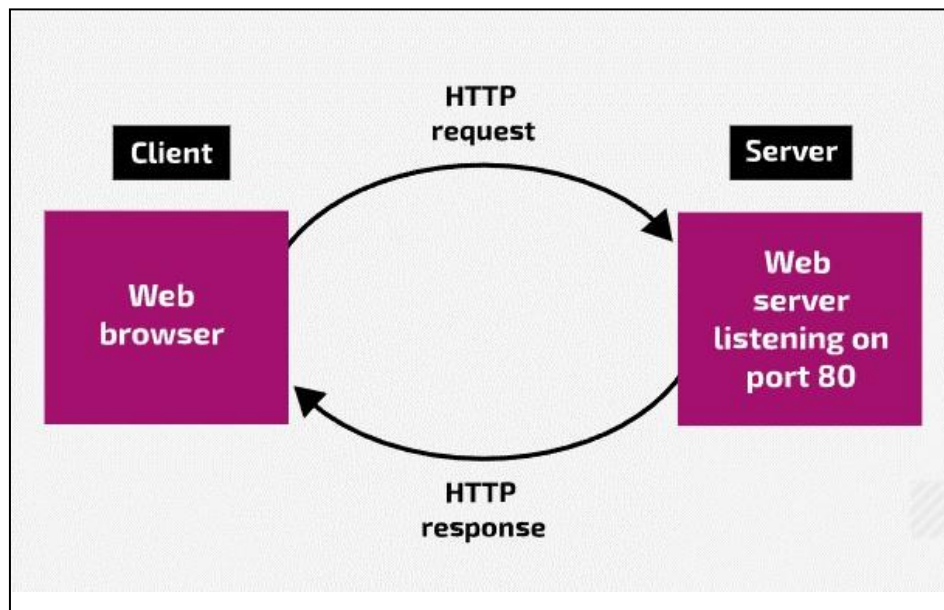 HTTP
request
Client
Server
Web
browser
Web
server
listening on
port 80
HTTP
response